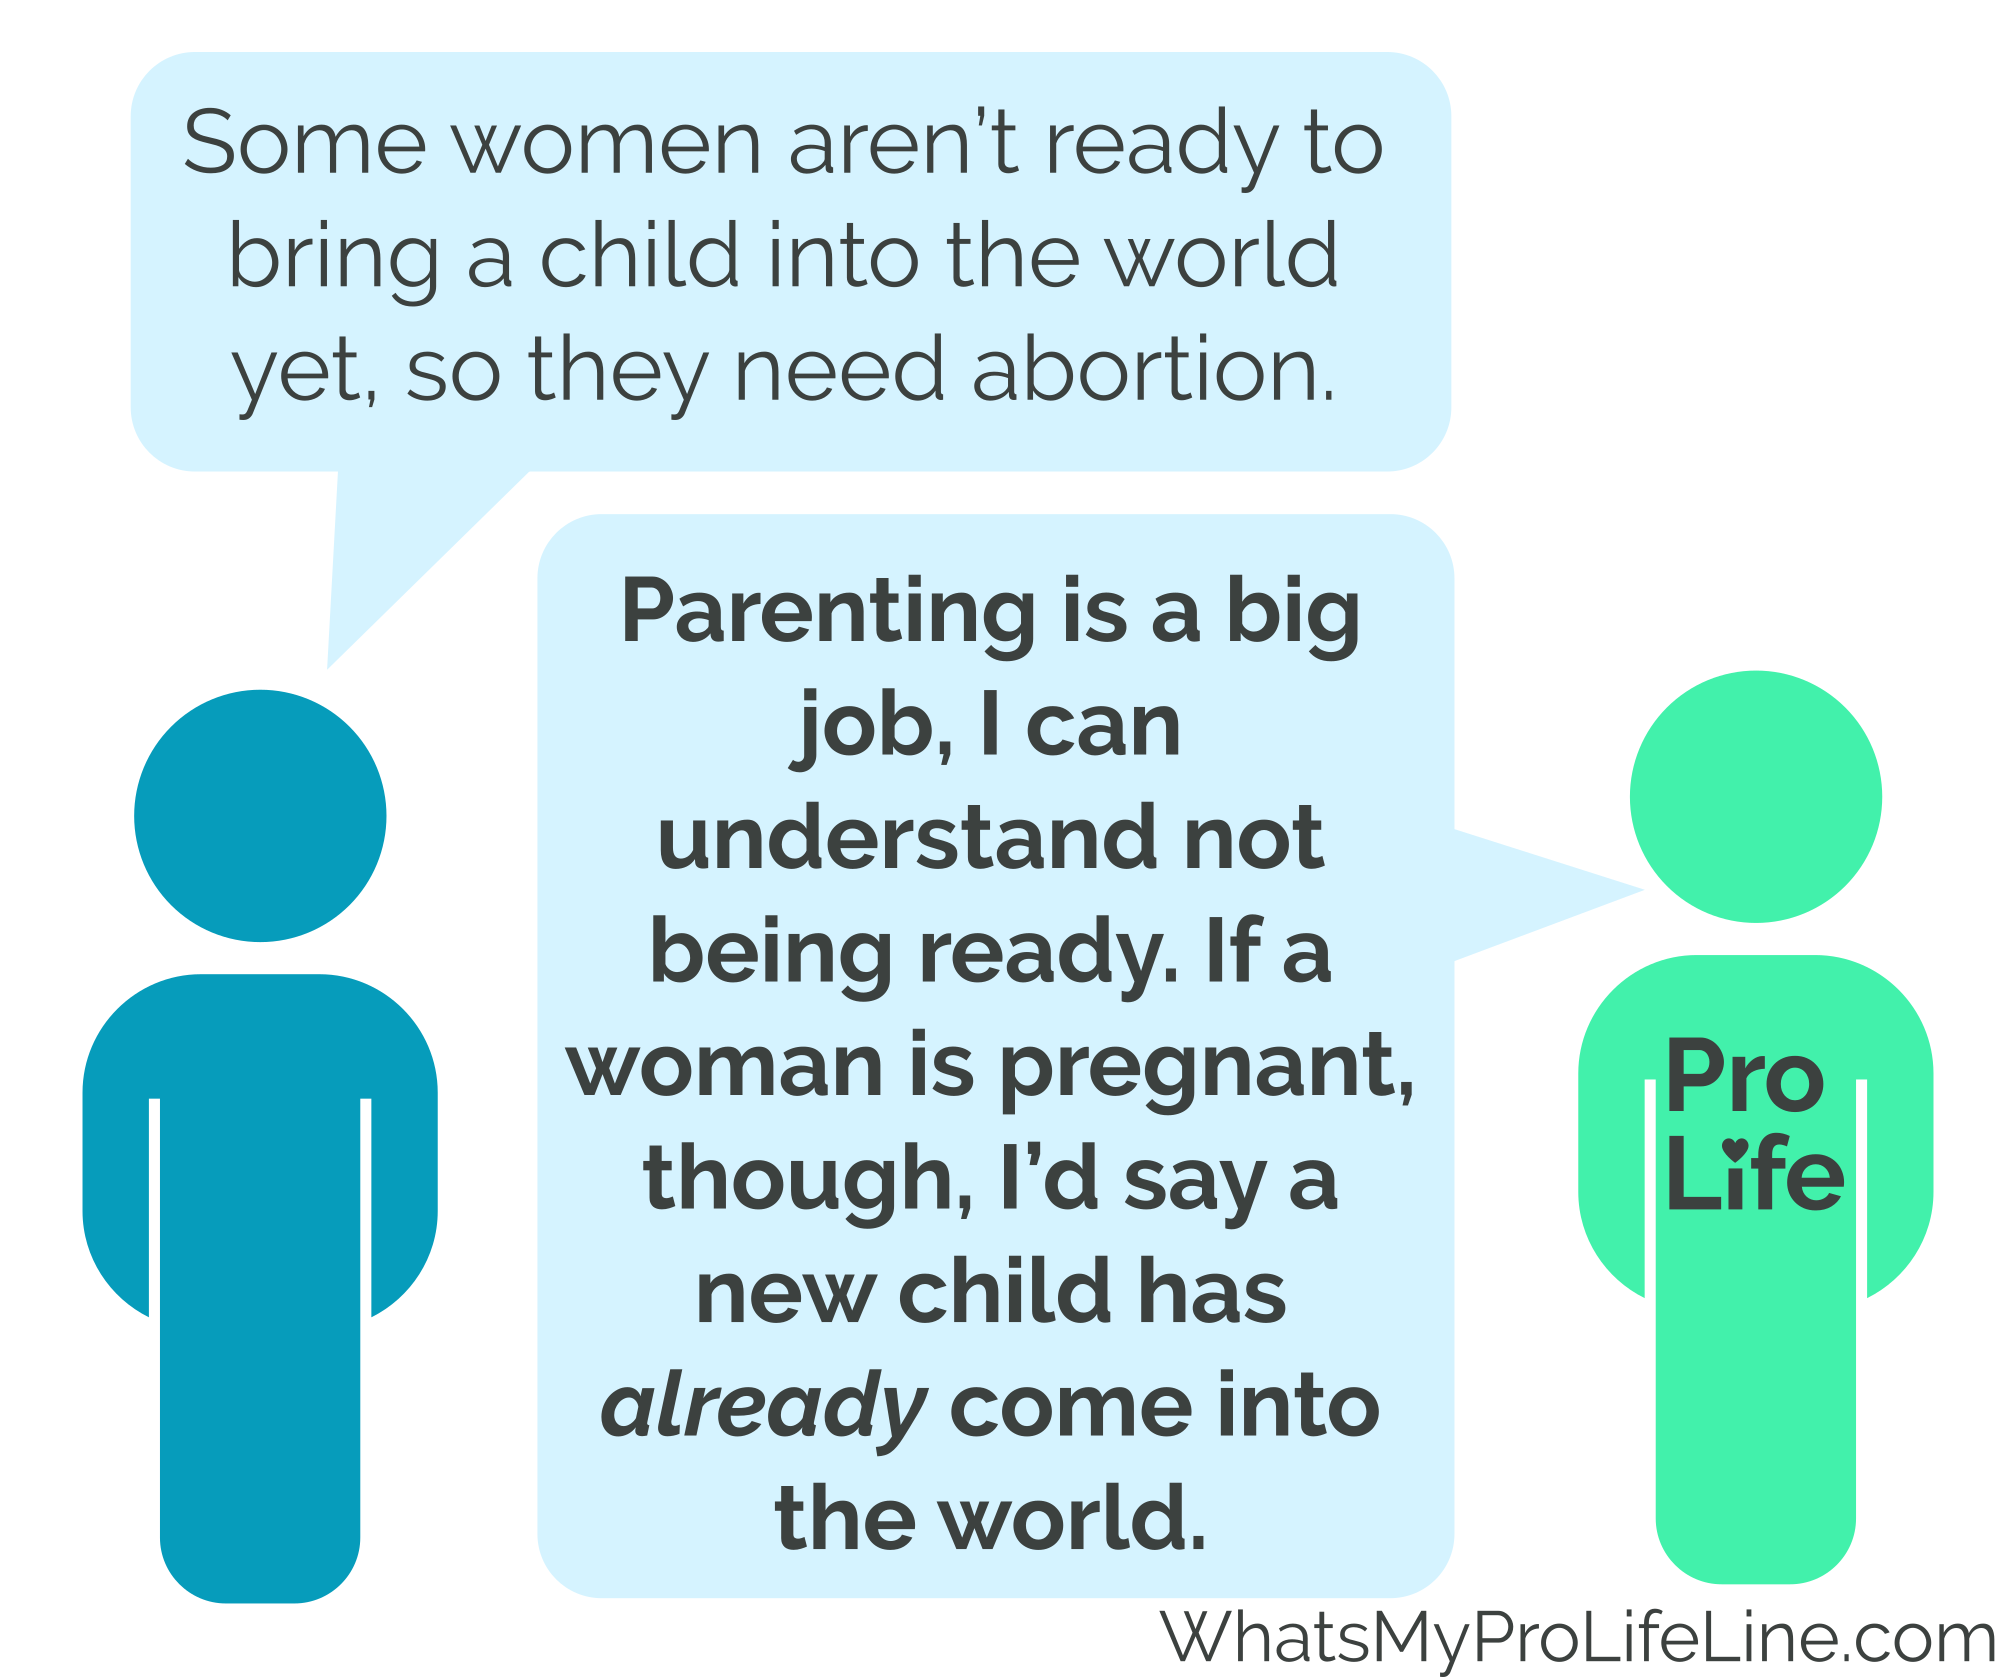 Some women aren’t ready to
bring a child into the world
yet, so they need abortion.
Parenting is a big
job, I can
understand not
being ready. If a
woman is pregnant,
though, I’d say a
new child has
already come into
the world.
Pro
Life
WhatsMyProLifeLine.com